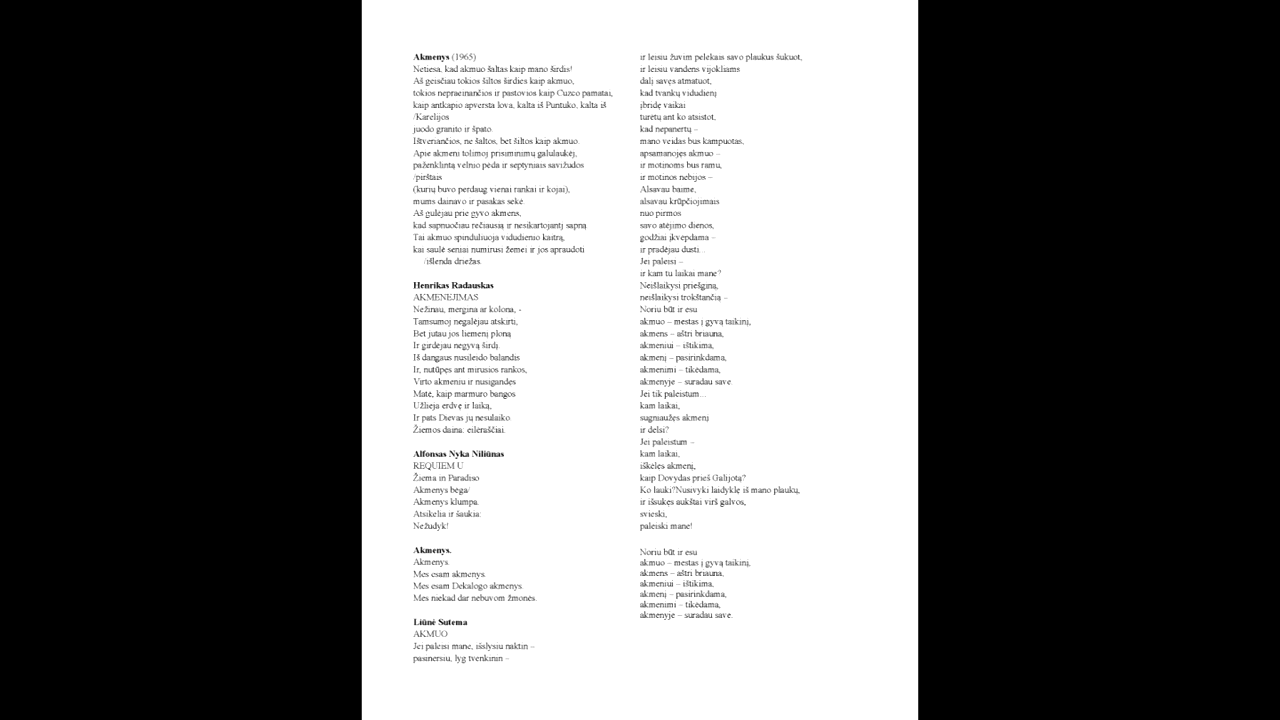 Akmenys (1965)
Netiesa, kad akmuo šaltas kaip mano širdis!
Aš geisčiau tokios šiltos širdies kaip akmuo,
tokios nepraeinančios ir pastovios kaip Cuzco pamatai,
kaip antkapio apversta lova, kalta iš Puntuko, kalta iš
/Karelijos
juodo granito ir špato.
Ištveriančios, ne šaltos, bet šiltos kaip akmuo.
Apie akmenį tolimoj prisiminimų galulaukėj,
paženklintą velnio pėda ir septyniais savižudos
/pirštais
(kurių buvo perdaug vienai rankai ir kojai),
mums dainavo ir pasakas sekė.
Aš gulėjau prie gyvo akmens,
kad sapnuočiau rečiausią ir nesikartojantį sapną
Tai akmuo spinduliuoja vidudienio kaitrą,
kai saulė seniai numirusi žemei ir jos apraudoti
/išlenda driežas.
Henrikas Radauskas
AKMENĖJIMAS
Nežinau, mergina ar kolona, -
Tamsumoj negalėjau atskirti,
Bet jutau jos liemenį ploną
Ir girdėjau negyvą širdį.
Iš dangaus nusileido balandis
Ir, nutūpęs ant mirusios rankos,
Virto akmeniu ir nusigandęs
Matė, kaip marmuro bangos
Užlieja erdvę ir laiką,
Ir pats Dievas jų nesulaiko.
Žiemos daina: eilėraščiai.
Alfonsas Nyka Niliūnas
REQUIEM U
Žiema in Paradiso
Akmenys bėga/
Akmenys klumpa.
Atsikelia ir šaukia:
Nežudyk!
Akmenys.
Akmenys.
Mes esam akmenys.
Mes esam Dekalogo akmenys.
Mes niekad dar nebuvom žmonės.
Liūnė Sutema
AKMUO
Jei paleisi mane, išslysiu naktin –
pasinersiu, lyg tvenkinin –
ir leisiu žuvim pelekais savo plaukus šukuot,
ir leisiu vandens vijokliams
dalį savęs atmatuot,
kad tvankų vidudienį
įbridę vaikai
turėtų ant ko atsistot,
kad nepanertų –
mano veidas bus kampuotas,
apsamanojęs akmuo –
ir motinoms bus ramu,
ir motinos nebijos –
Alsavau baime,
alsavau krūpčiojimais
nuo pirmos
savo atėjimo dienos,
godžiai įkvėpdama –
ir pradėjau dusti...
Jei paleisi –
ir kam tu laikai mane?
Neišlaikysi priešginą,
neišlaikysi trokštančią –
Noriu būt ir esu
akmuo – mestas į gyvą taikinį,
akmens – aštri briauna,
akmeniui – ištikima,
akmenį – pasirinkdama,
akmenimi – tikėdama,
akmenyje – suradau save.
Jei tik paleistum...
kam laikai,
sugniaužęs akmenį
ir delsi?
Jei paleistum –
kam laikai,
iškėlęs akmenį,
kaip Dovydas prieš Galijotą?
Ko lauki?Nusivyki laidyklę iš mano plaukų,
ir išsukęs aukštai virš galvos,
svieski,
paleiski mane!
Noriu būt ir esu
akmuo – mestas į gyvą taikinį,
akmens – aštri briauna,
akmeniui – ištikima,
akmenį – pasirinkdama,
akmenimi – tikėdama,
akmenyje – suradau save.